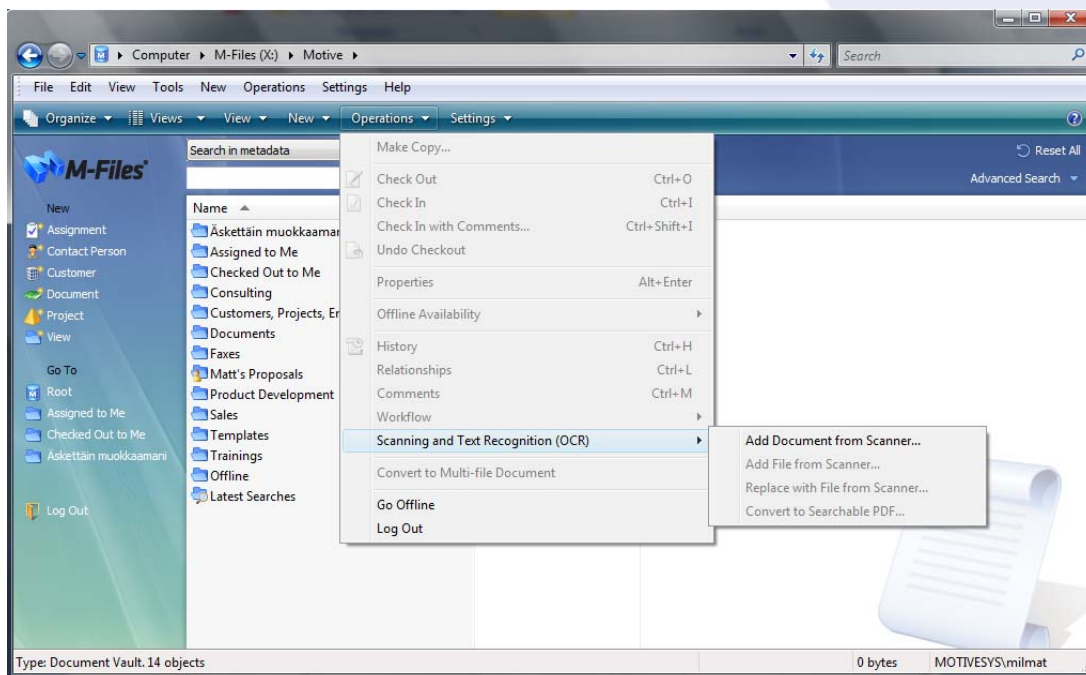 Computer ▸ M-Files (X:) ▸ Motive ▸
Search
File Edit View Tools New Operations Settings Help
Organize Views View New Operations Settings
M-Files
Search in metadata
Reset All
Advanced Search
New
Assignment
Contact Person
Customer
Document
Project
View
Go To
Root
Assigned to Me
Checked Out to Me
Äskettäin muokkaamani
Log Out
Name
Äskettäin muokkaamar
Assigned to Me
Checked Out to Me
Consulting
Customers, Projects, Er
Documents
Faxes
Matt's Proposals
Product Development
Sales
Templates
Trainings
Offline
Latest Searches
Make Copy...
Check Out Ctrl+O
Check In Ctrl+I
Check In with Comments... Ctrl+Shift+I
Undo Checkout
Properties Alt+Enter
Offline Availability
History Ctrl+H
Relationships Ctrl+L
Comments Ctrl+M
Workflow
Scanning and Text Recognition (OCR)
Convert to Multi-file Document
Go Offline
Log Out
Add Document from Scanner...
Add File from Scanner...
Replace with File from Scanner...
Convert to Searchable PDF...
Type: Document Vault. 14 objects
0 bytes
MOTIVESYS\milmat